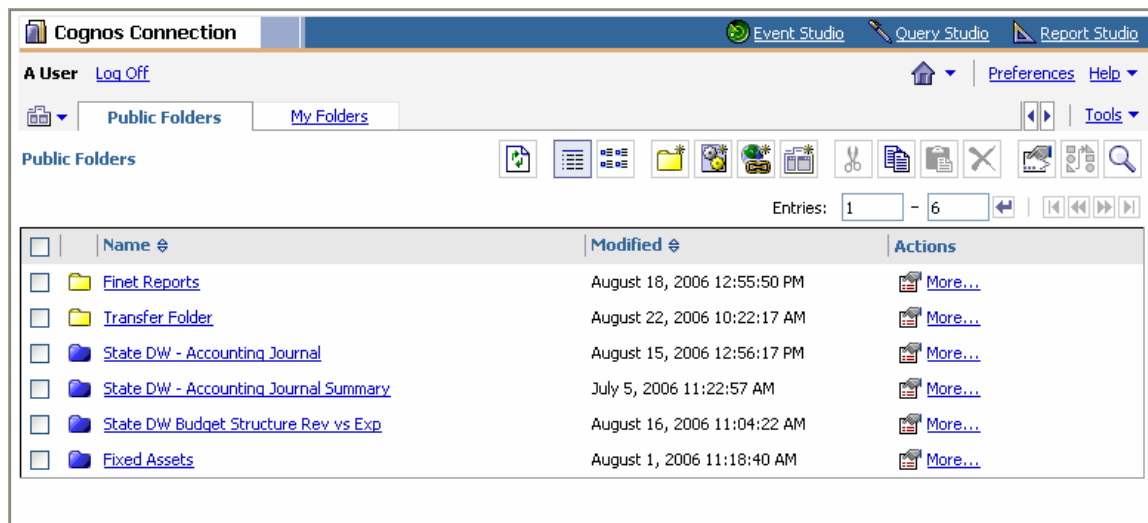 Cognos Connection Event Studio Query Studio Report Studio
A User Log Off Preferences Help
Public Folders My Folders Tools
Public Folders
Entries: 1 - 6
Name Modified Actions
Finet Reports August 18, 2006 12:55:50 PM More...
Transfer Folder August 22, 2006 10:22:17 AM More...
State DW - Accounting Journal August 15, 2006 12:56:17 PM More...
State DW - Accounting Journal Summary July 5, 2006 11:22:57 AM More...
State DW Budget Structure Rev vs Exp August 16, 2006 11:04:22 AM More...
Fixed Assets August 1, 2006 11:18:40 AM More...